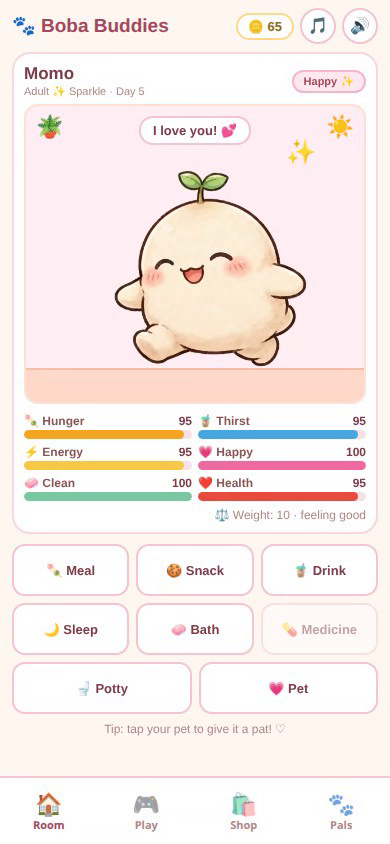 🐾 Boba Buddies
🪙 65
Momo
Adult ✨ Sparkle · Day 5
Happy ✨
I love you! 💕
🍡 Hunger 95
🧋 Thirst 95
⚡ Energy 95
💗 Happy 100
🧼 Clean 100
❤️ Health 95
⚖️ Weight: 10 · feeling good
🍡 Meal
🍪 Snack
🧋 Drink
🌙 Sleep
🧼 Bath
💊 Medicine
🚽 Potty
💗 Pet
Tip: tap your pet to give it a pat! ♡
Room
Play
Shop
Pals